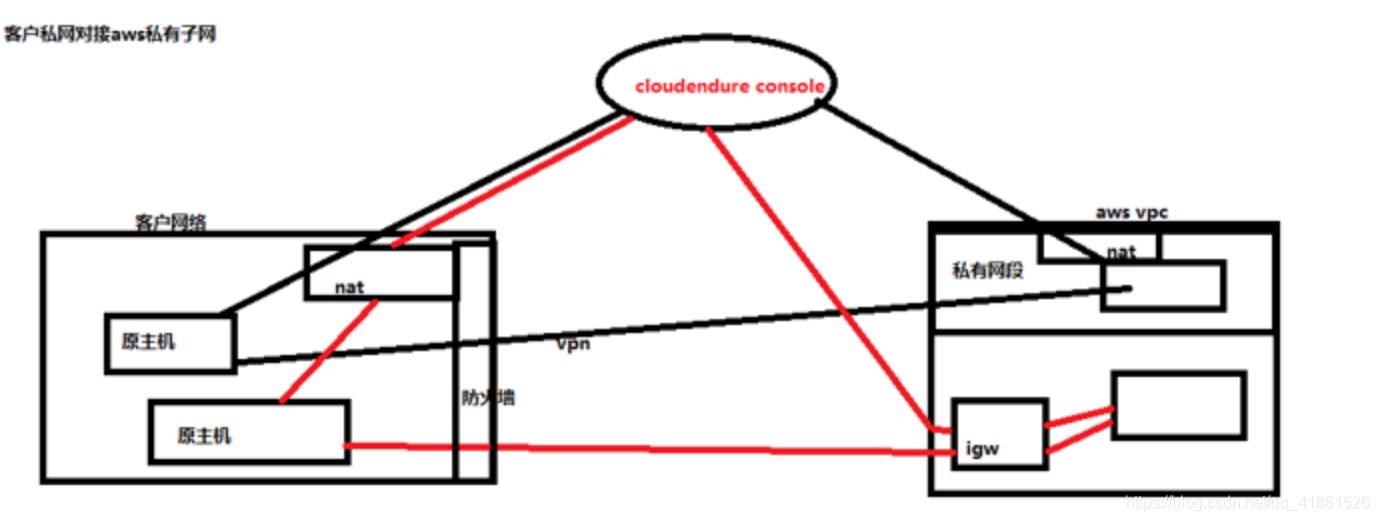 客户私网对接aws私有子网
cloudendure console
客户网络
aws vpc
nat
私有网段
nat
原主机
vpn
防火墙
原主机
igw
https://blog.csdn.net/qq_41861526